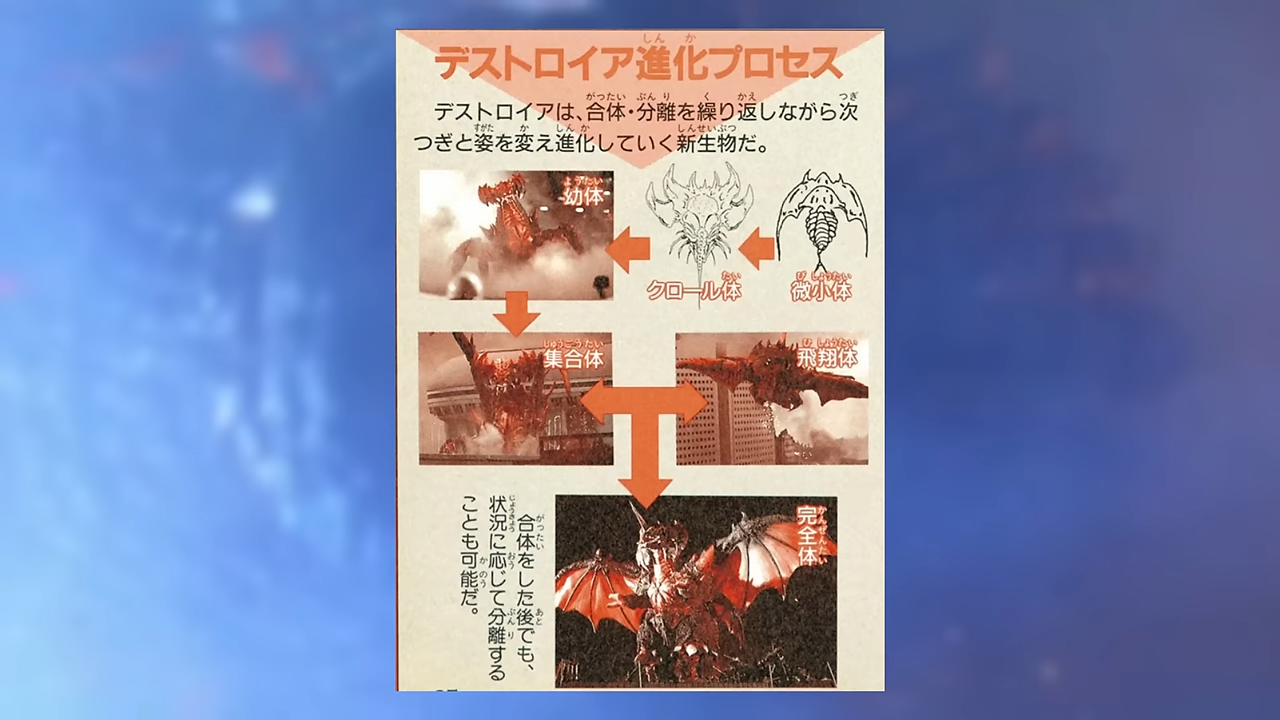 デストロイア進化プロセス
デストロイアは、合体・分離を繰り返しながら次
つぎと姿を変え進化していく新生物だ。
幼体
クロール体
微小体
集合体
飛翔体
完全体
合体をした後でも、
状況に応じて分離する
ことも可能だ。